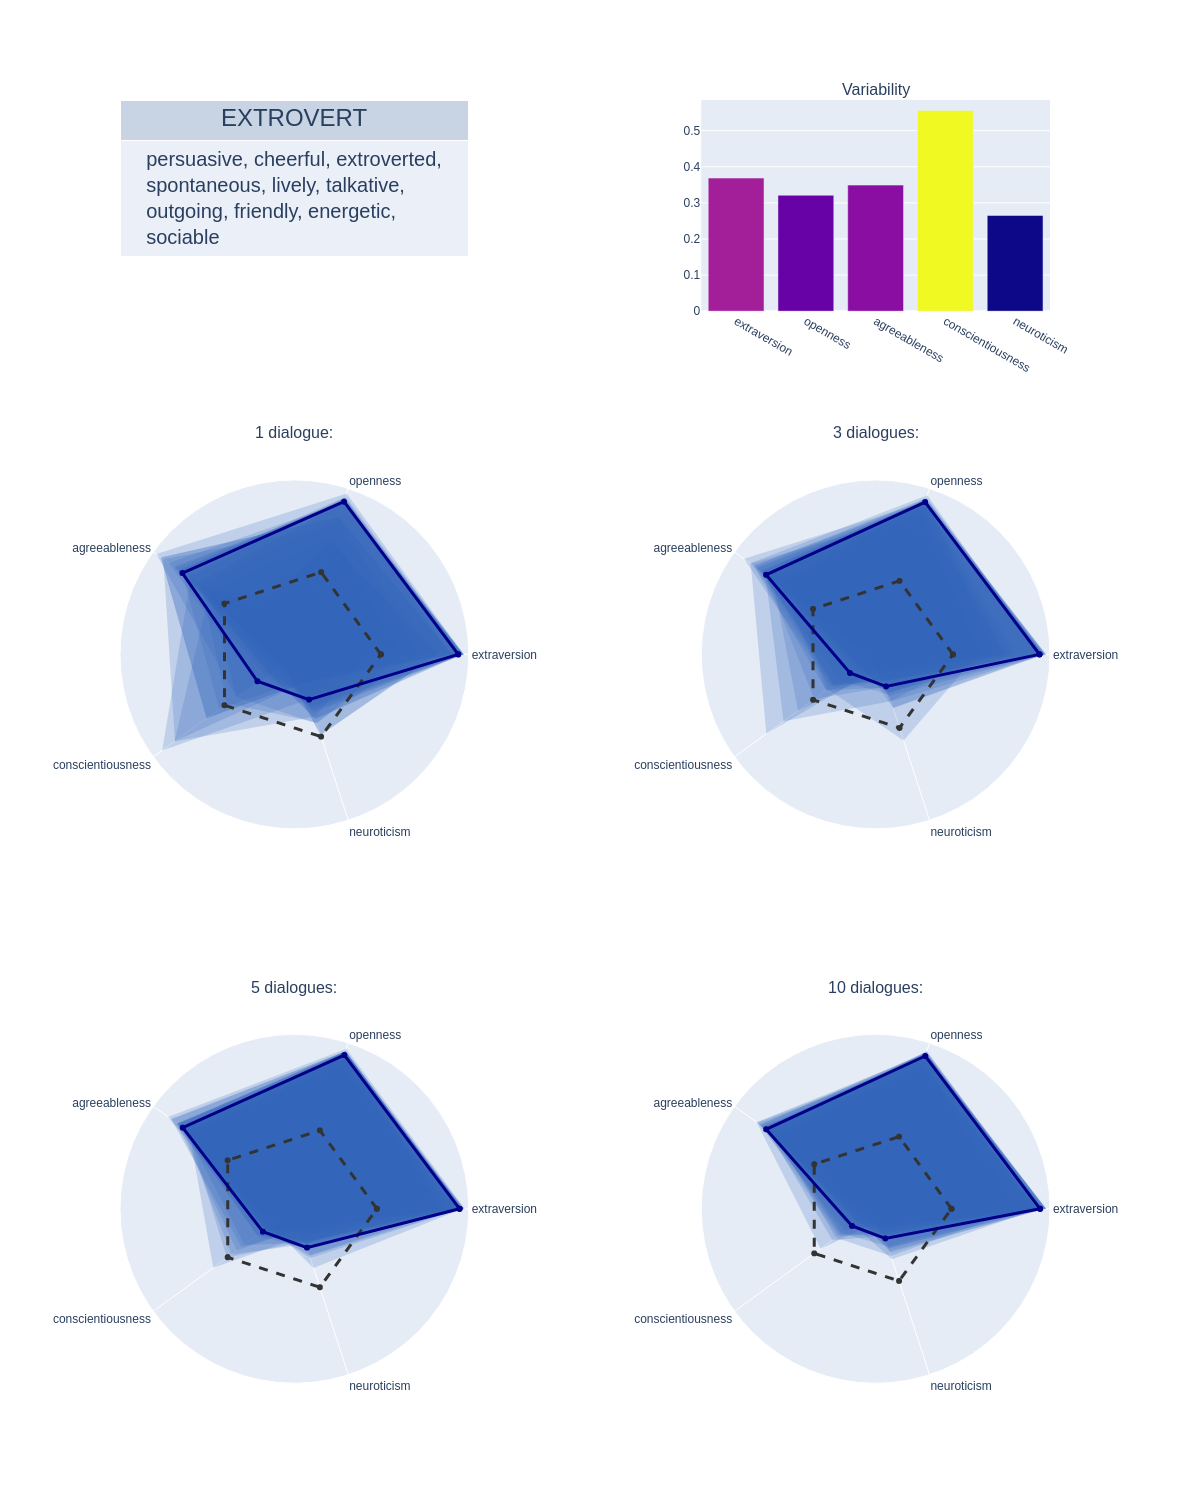 EXTROVERT
persuasive, cheerful, extroverted,
spontaneous, lively, talkative,
outgoing, friendly, energetic,
sociable
Variability
0.5
0.4
0.3
0.2
0.1
0
extraversion
openness
agreeableness
conscientiousness
neuroticism
1 dialogue:
openness
agreeableness
extraversion
conscientiousness
neuroticism
3 dialogues:
openness
agreeableness
extraversion
conscientiousness
neuroticism
5 dialogues:
openness
agreeableness
extraversion
conscientiousness
neuroticism
10 dialogues:
openness
agreeableness
extraversion
conscientiousness
neuroticism